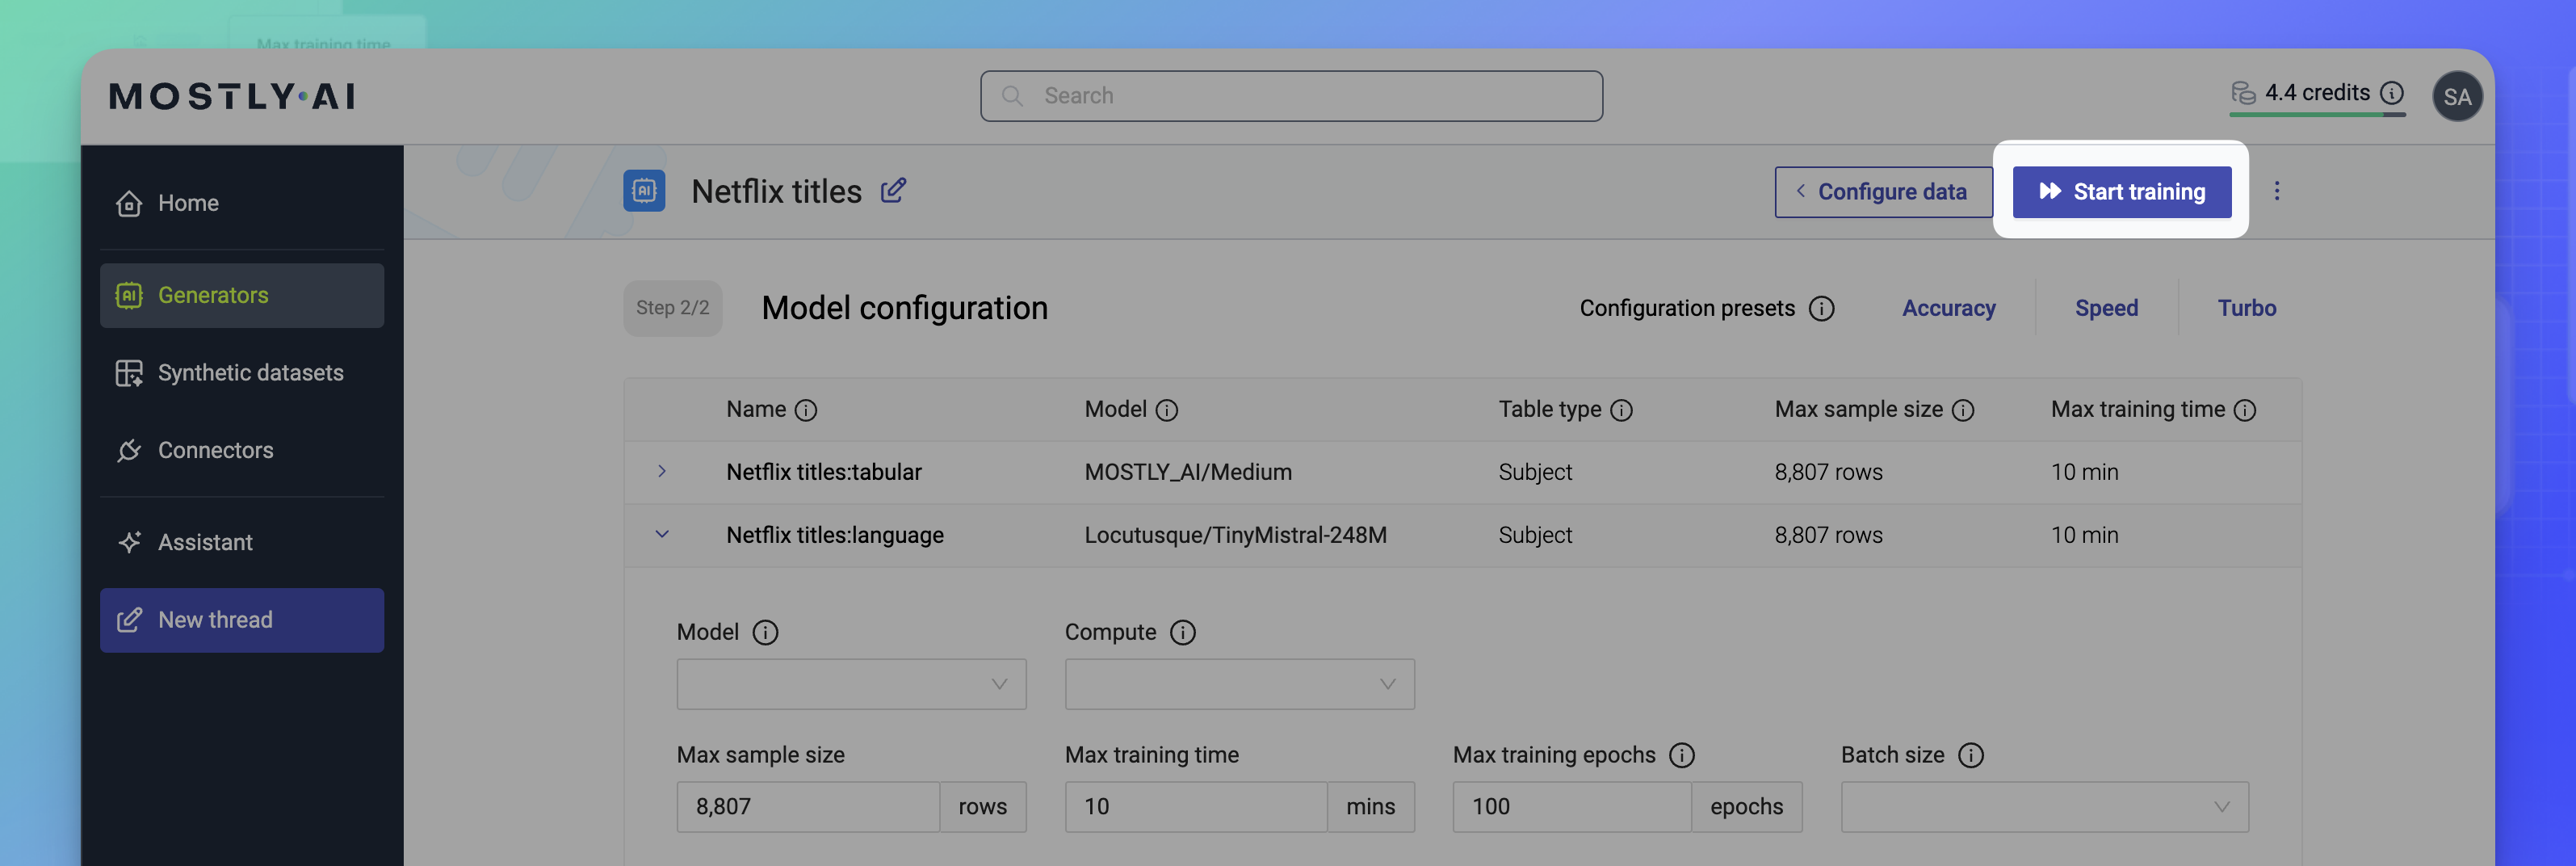 Max training time
MOSTLY•AI
Search
4.4 credits
SA
Home
Generators
Synthetic datasets
Connectors
Assistant
New thread
AI
Netflix titles
Configure data
Start training
Step 2/2
Model configuration
Configuration presets
Accuracy
Speed
Turbo
Name
Model
Table type
Max sample size
Max training time
Netflix titles:tabular
MOSTLY_AI/Medium
Subject
8,807 rows
10 min
Netflix titles:language
Locutusque/TinyMistral-248M
Subject
8,807 rows
10 min
Model
Compute
Max sample size
Max training time
Max training epochs
Batch size
8,807 rows
10 mins
100 epochs